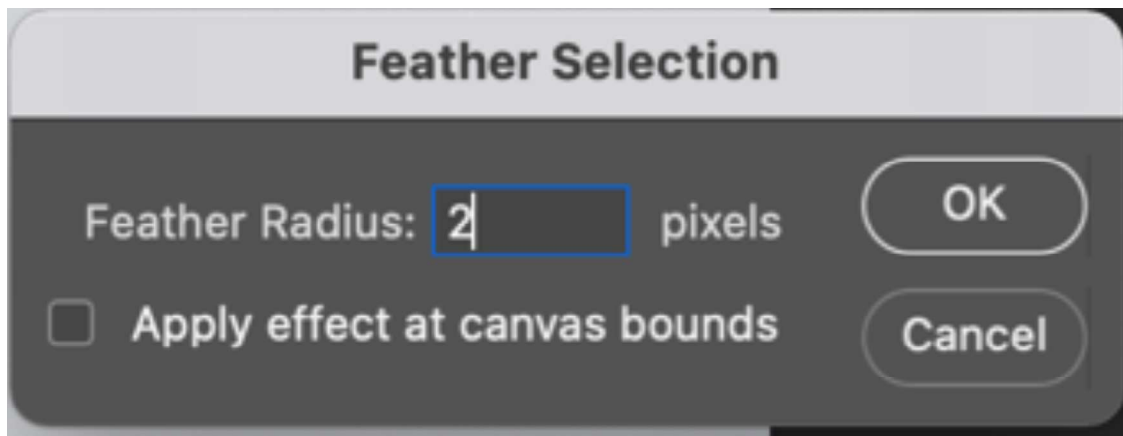 Feather Selection
Feather Radius: 2 pixels
OK
Apply effect at canvas bounds
Cancel